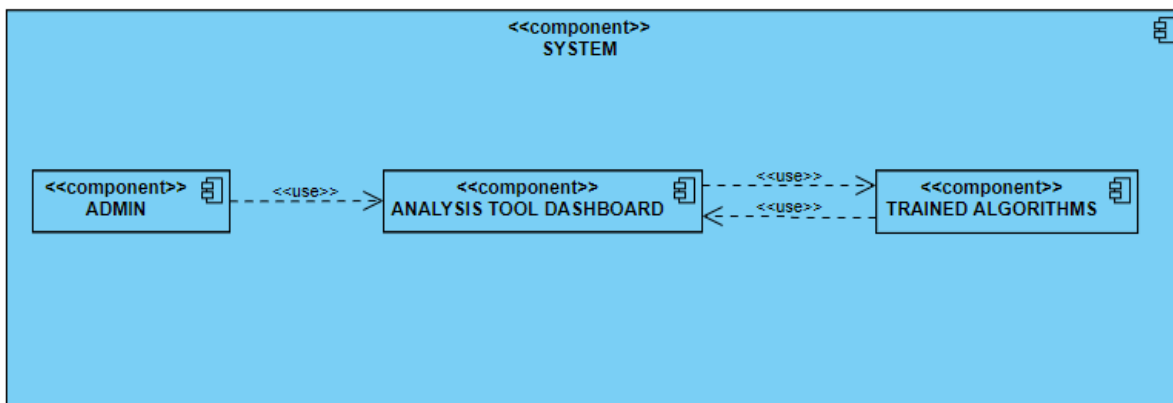 <<component>>
SYSTEM
<<component>>
ADMIN
<<use>>
<<component>>
ANALYSIS TOOL DASHBOARD
<<use>>
<<use>>
<<component>>
TRAINED ALGORITHMS